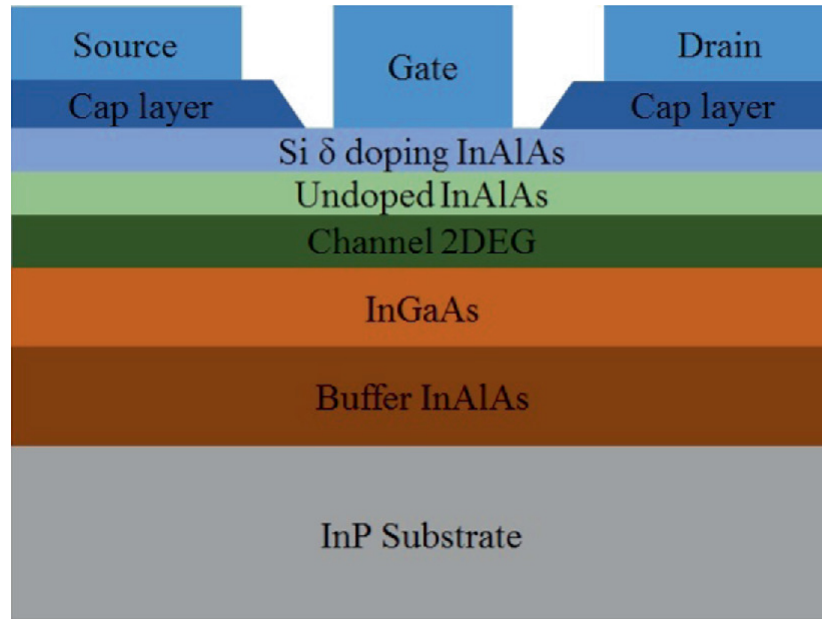 Source
Gate
Drain
Cap layer
Cap layer
Si δ doping InAlAs
Undoped InAlAs
Channel 2DEG
InGaAs
Buffer InAlAs
InP Substrate